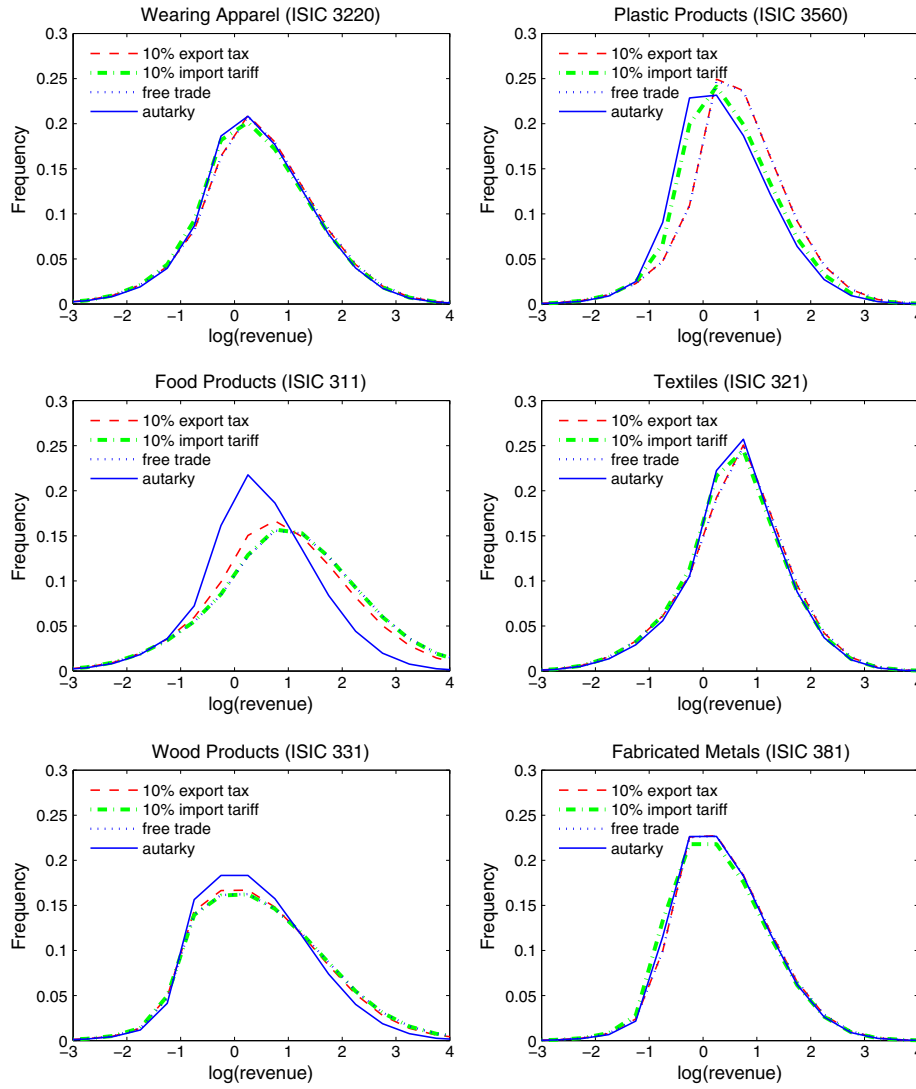 Wearing Apparel (ISIC 3220)
0.3
0.25
0.2
0.15
0.1
0.05
0
Frequency
10% export tax
10% import tariff
free trade
autarky
−3 −2 −1 0 1 2 3 4
log(revenue)
Plastic Products (ISIC 3560)
0.3
0.25
0.2
0.15
0.1
0.05
0
Frequency
10% export tax
10% import tariff
free trade
autarky
−3 −2 −1 0 1 2 3 4
log(revenue)
Food Products (ISIC 311)
0.3
0.25
0.2
0.15
0.1
0.05
0
Frequency
10% export tax
10% import tariff
free trade
autarky
−3 −2 −1 0 1 2 3 4
log(revenue)
Textiles (ISIC 321)
0.3
0.25
0.2
0.15
0.1
0.05
0
Frequency
10% export tax
10% import tariff
free trade
autarky
−3 −2 −1 0 1 2 3 4
log(revenue)
Wood Products (ISIC 331)
0.3
0.25
0.2
0.15
0.1
0.05
0
Frequency
10% export tax
10% import tariff
free trade
autarky
−3 −2 −1 0 1 2 3 4
log(revenue)
Fabricated Metals (ISIC 381)
0.3
0.25
0.2
0.15
0.1
0.05
0
Frequency
10% export tax
10% import tariff
free trade
autarky
−3 −2 −1 0 1 2 3 4
log(revenue)